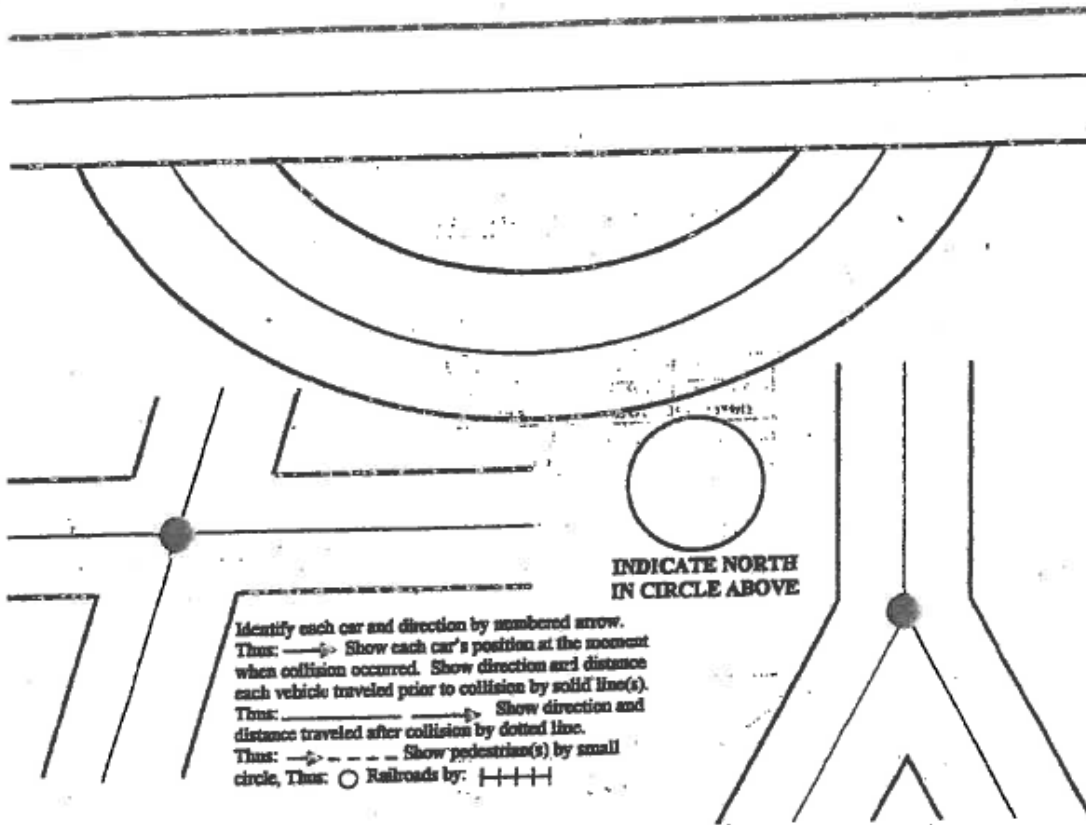 INDICATE NORTH
IN CIRCLE ABOVE
Identify each car and direction by numbered arrow.
Thus: Show each car's position at the moment
when collision occurred. Show direction and distance
each vehicle traveled prior to collision by solid line(s).
Thus: Show direction and
distance traveled after collision by dotted line.
Thus: Show pedestrian(s) by small
circle, Thus: Railroads by: